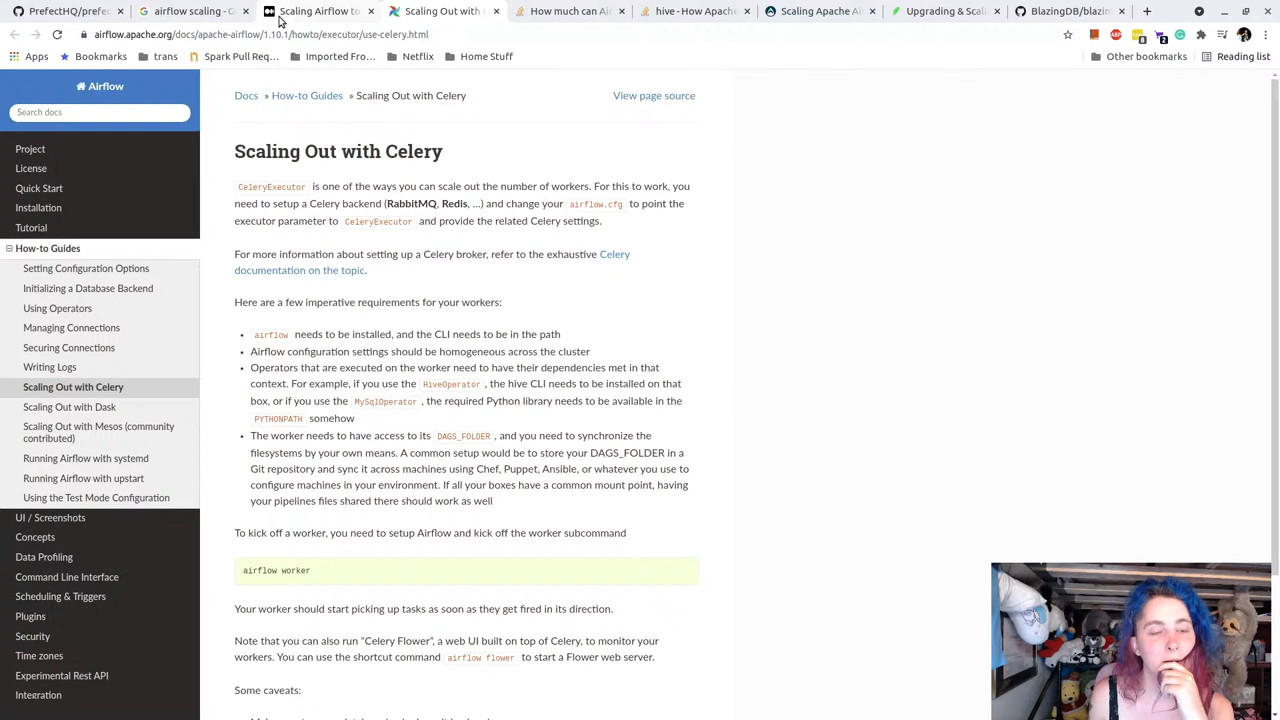 PrefectHQ/prefect
airflow scaling - G
Scaling Airflow to
Scaling Out with
How much can Ai
hive - How Apach
Scaling Apache Ai
Upgrading & Scali
BlazingDB/blazin
airflow.apache.org/docs/apache-airflow/1.10.1/howto/executor/use-celery.html
Apps
Bookmarks
trans
Spark Pull Req...
Imported Fro...
Netflix
Home Stuff
Other bookmarks
Reading list
Airflow
Search docs
Project
License
Quick Start
Installation
Tutorial
How-to Guides
Setting Configuration Options
Initializing a Database Backend
Using Operators
Managing Connections
Securing Connections
Writing Logs
Scaling Out with Celery
Scaling Out with Dask
Scaling Out with Mesos (community
contributed)
Running Airflow with systemd
Running Airflow with upstart
Using the Test Mode Configuration
UI / Screenshots
Concepts
Data Profiling
Command Line Interface
Scheduling & Triggers
Plugins
Security
Time zones
Experimental Rest API
Integration
Docs » How-to Guides » Scaling Out with Celery
View page source
Scaling Out with Celery
CeleryExecutor is one of the ways you can scale out the number of workers. For this to work, you
need to setup a Celery backend (RabbitMQ, Redis, ...) and change your airflow.cfg to point the
executor parameter to CeleryExecutor and provide the related Celery settings.
For more information about setting up a Celery broker, refer to the exhaustive Celery
documentation on the topic.
Here are a few imperative requirements for your workers:
• airflow needs to be installed, and the CLI needs to be in the path
• Airflow configuration settings should be homogeneous across the cluster
• Operators that are executed on the worker need to have their dependencies met in that
context. For example, if you use the HiveOperator , the hive CLI needs to be installed on that
box, or if you use the MySqlOperator , the required Python library needs to be available in the
PYTHONPATH somehow
• The worker needs to have access to its DAGS_FOLDER , and you need to synchronize the
filesystems by your own means. A common setup would be to store your DAGS_FOLDER in a
Git repository and sync it across machines using Chef, Puppet, Ansible, or whatever you use to
configure machines in your environment. If all your boxes have a common mount point, having
your pipelines files shared there should work as well
To kick off a worker, you need to setup Airflow and kick off the worker subcommand
airflow worker
Your worker should start picking up tasks as soon as they get fired in its direction.
Note that you can also run “Celery Flower”, a web UI built on top of Celery, to monitor your
workers. You can use the shortcut command airflow flower to start a Flower web server.
Some caveats: